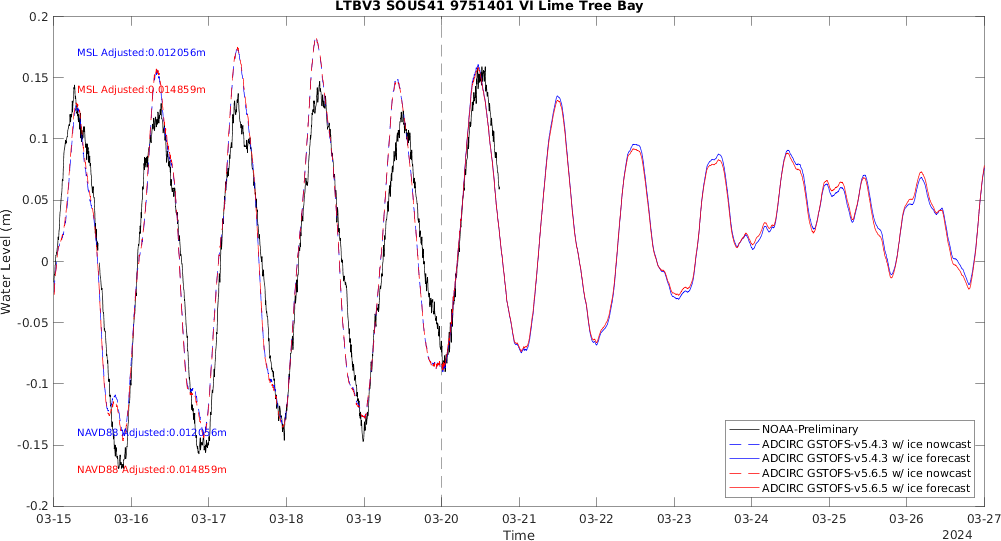 LTBV3 SOUS41 9751401 VI Lime Tree Bay
0.2
0.15
0.1
0.05
0
-0.05
-0.1
-0.15
-0.2
Water Level (m)
MSL Adjusted:0.012056m
MSL Adjusted:0.014859m
NAVD88 Adjusted:0.012056m
NAVD88 Adjusted:0.014859m
NOAA-Preliminary
ADCIRC GSTOFS-v5.4.3 w/ ice nowcast
ADCIRC GSTOFS-v5.4.3 w/ ice forecast
ADCIRC GSTOFS-v5.6.5 w/ ice nowcast
ADCIRC GSTOFS-v5.6.5 w/ ice forecast
03-15 03-16 03-17 03-18 03-19 03-20 03-21 03-22 03-23 03-24 03-25 03-26 03-27
Time
2024